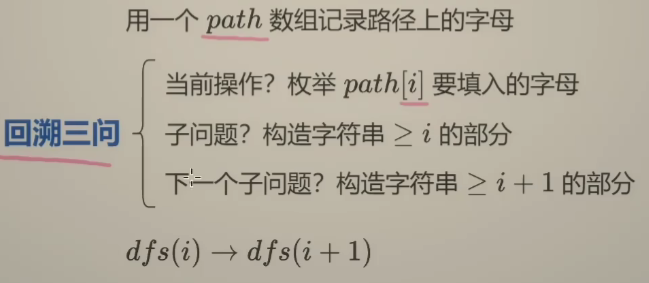 用一个 path 数组记录路径上的字母
当前操作？枚举 path[i] 要填入的字母
回溯三问
子问题？构造字符串 ≥ i 的部分
下一个子问题？构造字符串 ≥ i + 1 的部分
dfs(i) → dfs(i + 1)